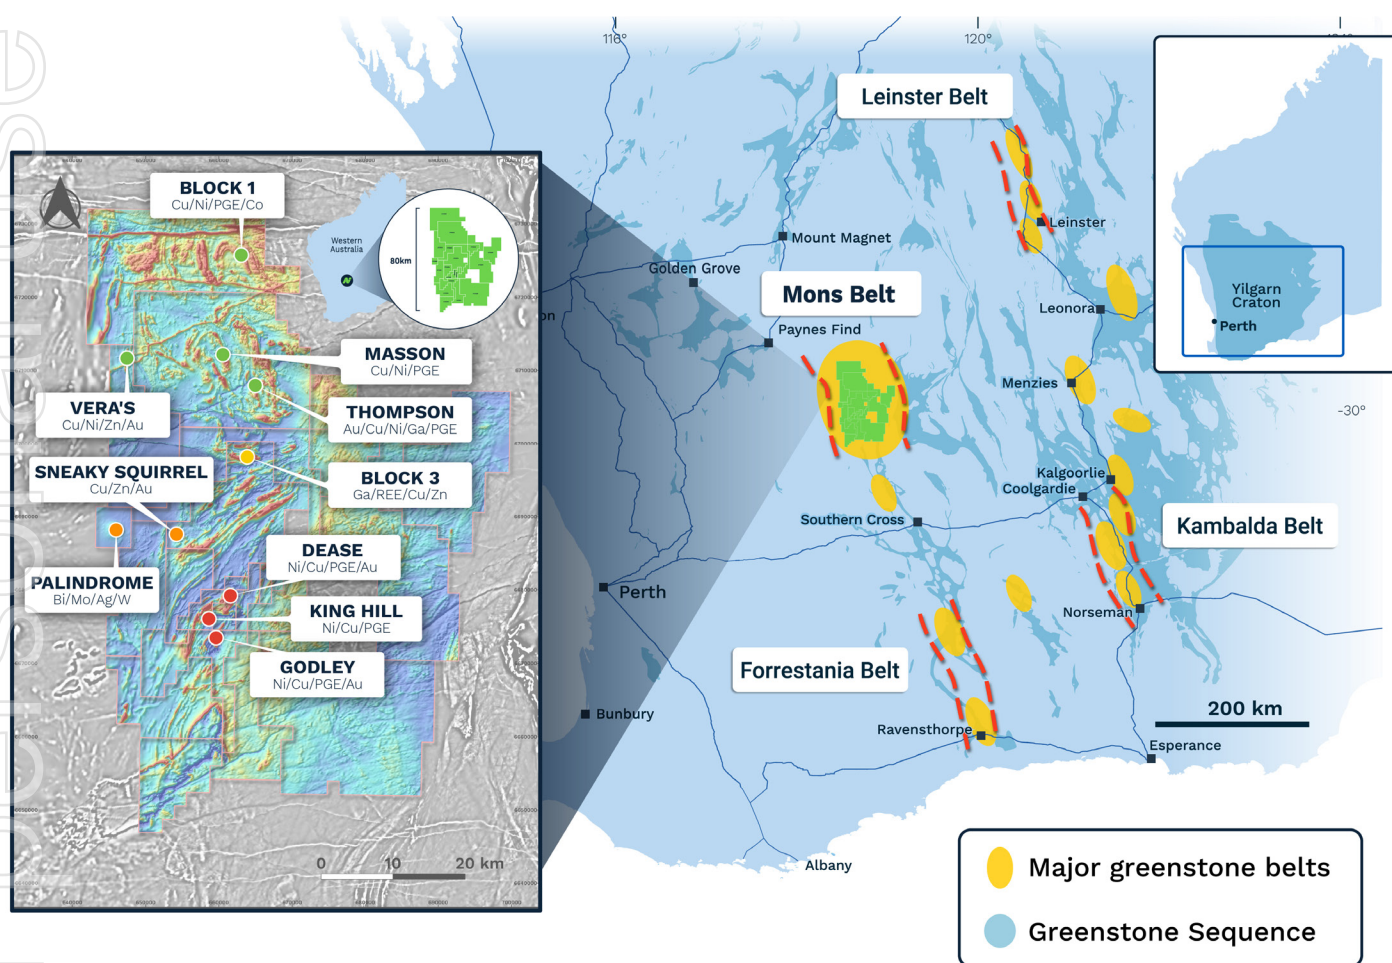 116°
120°
Leinster Belt
Leinster
Mount Magnet
Golden Grove
Mons Belt
Leonora
Paynes Find
Menzies
-30°
Kalgoorlie
Coolgardie
Southern Cross
Kambalda Belt
Perth
Norseman
Forrestania Belt
Bunbury
Ravensthorpe
200 km
Esperance
Albany
Yilgarn
Craton
Perth
Major greenstone belts
Greenstone Sequence
BLOCK 1
Cu/Ni/PGE/Co
Western
Australia
80km
MASSON
Cu/Ni/PGE
VERA'S
Cu/Ni/Zn/Au
THOMPSON
Au/Cu/Ni/Ga/PGE
SNEAKY SQUIRREL
Cu/Zn/Au
BLOCK 3
Ga/REE/Cu/Zn
DEASE
Ni/Cu/PGE/Au
PALINDROME
Bi/Mo/Ag/W
KING HILL
Ni/Cu/PGE
GODLEY
Ni/Cu/PGE/Au
0 10 20 km